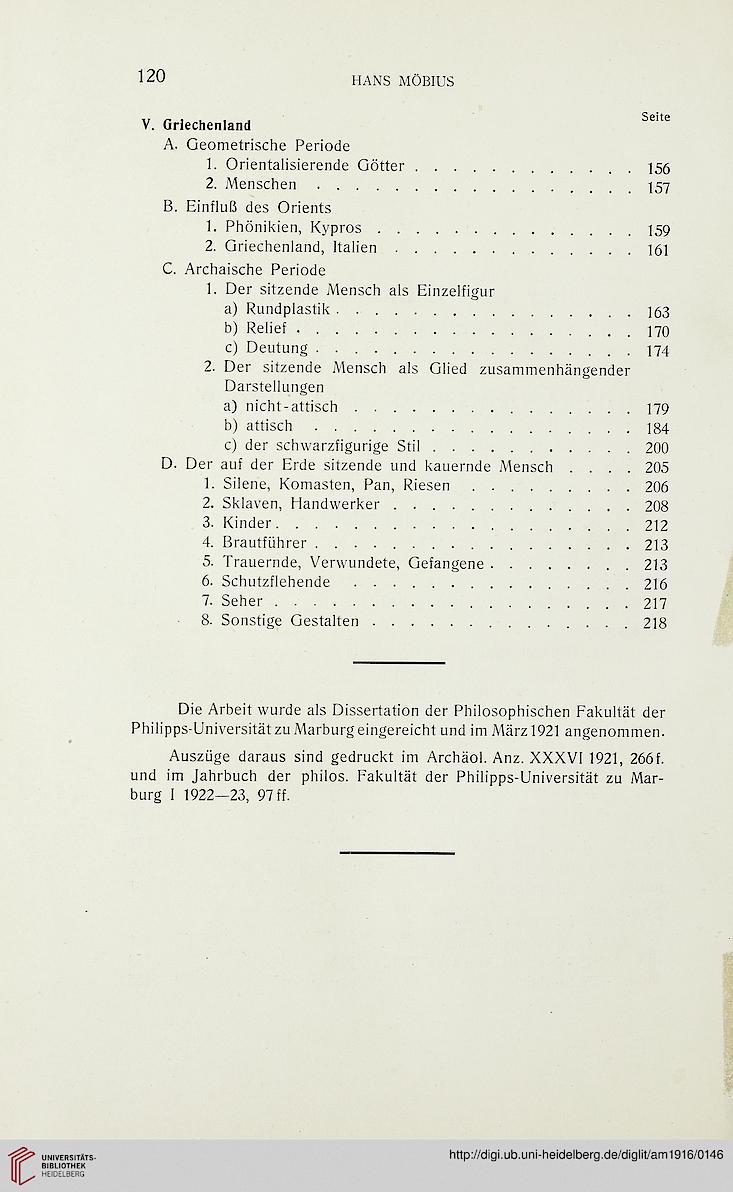 120
HANS MÖBIUS
Seite
V. Griechenland
A. Geometrische Periode
1. Orientalisierende Götter . . . . . . . . . . . . 156
2. Menschen . . . . . . . . . . . . . . . . . 157
B. Einfluß des Orients
1. Phönikien, Kypros . . . . . . . . . . . . . . 159
2. Griechenland, Italien . . . . . . . . . . . . . 161
C. Archaische Periode
1. Der sitzende Mensch als Einzelfigur
a) Rundplastik . . . . . . . . . . . . . . . . 163
b) Relief . . . . . . . . . . . . . . . . . . 170
c) Deutung . . . . . . . . . . . . . . . . . 174
2. Der sitzende Mensch als Glied zusammenhängender
Darstellungen
a) nicht-attisch . . . . . . . . . . . . . . . 179
b) attisch . . . . . . . . . . . . . . . . . 184
c) der schwarzfigurige Stil . . . . . . . . . . . 200
D. Der auf der Erde sitzende und kauernde Mensch . . . . 205
1. Silene, Komasten, Pan, Riesen . . . . . . . . . 206
2. Sklaven, Handwerker . . . . . . . . . . . . . 208
3. Kinder . . . . . . . . . . . . . . . . . . . 212
4. Brautführer . . . . . . . . . . . . . . . . . 213
5. Trauernde, Verwundete, Gefangene . . . . . . . . 213
6. Schutzflehende . . . . . . . . . . . . . . . 216
7. Seher . . . . . . . . . . . . . . . . . . . 217
8. Sonstige Gestalten . . . . . . . . . . . . . . 218
Die Arbeit wurde als Dissertation der Philosophischen Fakultät der
Philipps-Universität zu Marburg eingereicht und im März 1921 angenommen.
Auszüge daraus sind gedruckt im Archäol. Anz. XXXVI 1921, 266f.
und im Jahrbuch der philos. Fakultät der Philipps-Universität zu Mar-
burg I 1922—23, 97ff.
UNIVERSITÄTS-
BIBLIOTHEK
HEIDELBERG
http://digi.ub.uni-heidelberg.de/diglit/am1916/0146